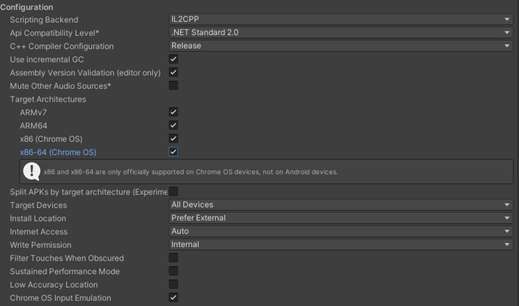 Configuration
Scripting Backend IL2CPP
Api Compatibility Level* .NET Standard 2.0
C++ Compiler Configuration Release
Use incremental GC
Assembly Version Validation (editor only)
Mute Other Audio Sources*
Target Architectures
ARMv7
ARM64
x86 (Chrome OS)
x86-64 (Chrome OS)
x86 and x86-64 are only officially supported on Chrome OS devices, not on Android devices.
Split APKs by target architecture (Experime
Target Devices All Devices
Install Location Prefer External
Internet Access Auto
Write Permission Internal
Filter Touches When Obscured
Sustained Performance Mode
Low Accuracy Location
Chrome OS Input Emulation